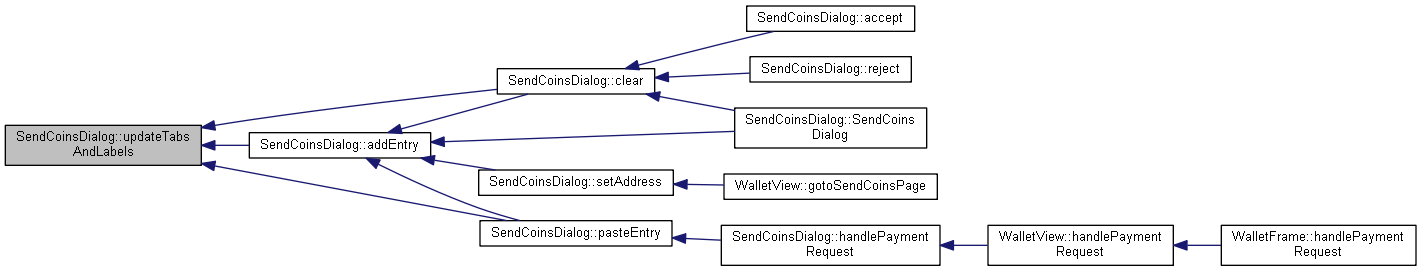 SendCoinsDialog::updateTabs
AndLabels
SendCoinsDialog::clear
SendCoinsDialog::accept
SendCoinsDialog::reject
SendCoinsDialog::SendCoins
Dialog
SendCoinsDialog::addEntry
SendCoinsDialog::setAddress
WalletView::gotoSendCoinsPage
SendCoinsDialog::pasteEntry
SendCoinsDialog::handlePayment
Request
WalletView::handlePayment
Request
WalletFrame::handlePayment
Request